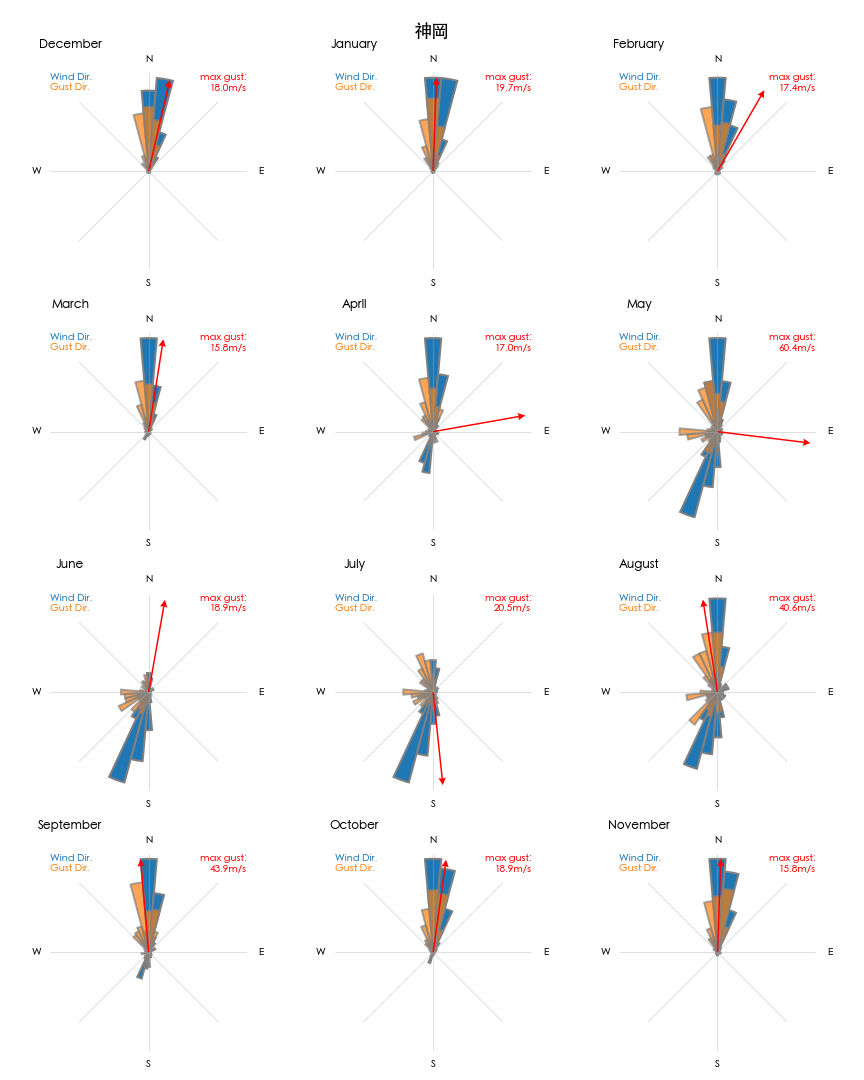 神岡
December
N
Wind Dir.
Gust Dir.
max gust:
18.0m/s
W
E
S
January
N
Wind Dir.
Gust Dir.
max gust:
19.7m/s
W
E
S
February
N
Wind Dir.
Gust Dir.
max gust:
17.4m/s
W
E
S
March
N
Wind Dir.
Gust Dir.
max gust:
15.8m/s
W
E
S
April
N
Wind Dir.
Gust Dir.
max gust:
17.0m/s
W
E
S
May
N
Wind Dir.
Gust Dir.
max gust:
60.4m/s
W
E
S
June
N
Wind Dir.
Gust Dir.
max gust:
18.9m/s
W
E
S
July
N
Wind Dir.
Gust Dir.
max gust:
20.5m/s
W
E
S
August
N
Wind Dir.
Gust Dir.
max gust:
40.6m/s
W
E
S
September
N
Wind Dir.
Gust Dir.
max gust:
43.9m/s
W
E
S
October
N
Wind Dir.
Gust Dir.
max gust:
18.9m/s
W
E
S
November
N
Wind Dir.
Gust Dir.
max gust:
15.8m/s
W
E
S